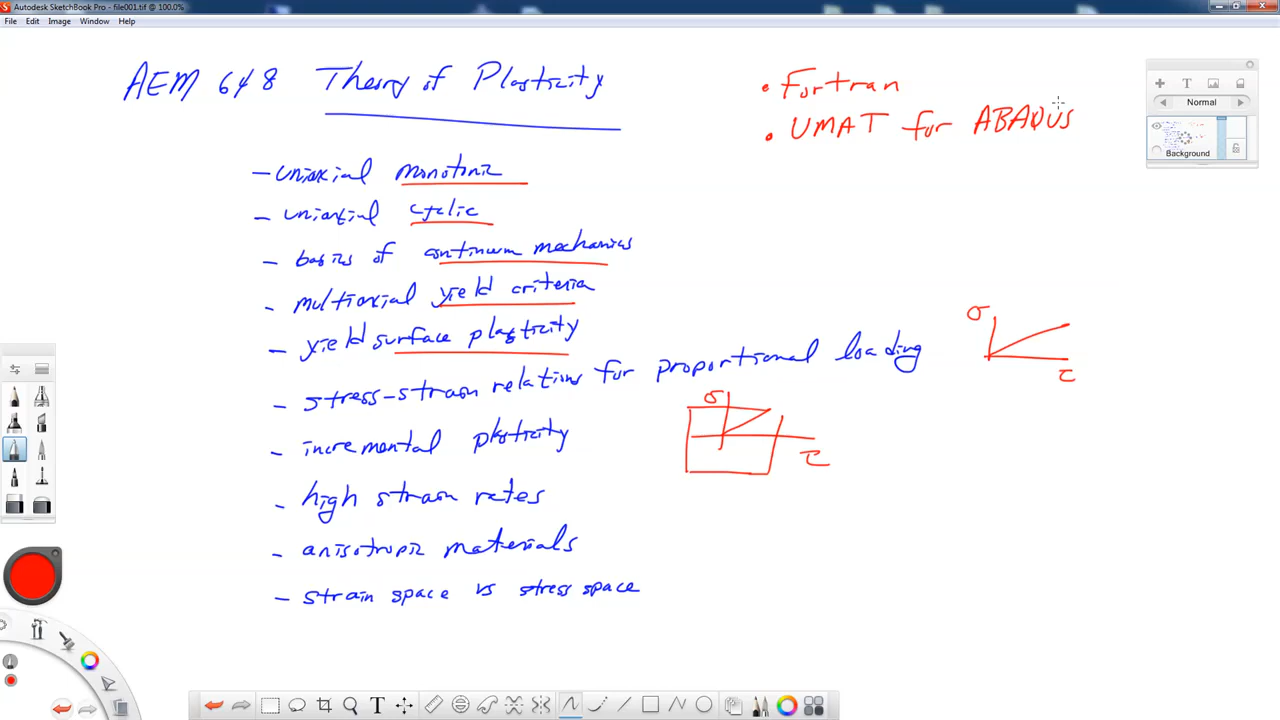 Autodesk SketchBook Pro - file001.tif @ 100.0%
File Edit Image Window Help
AEM 648 Theory of Plasticity
• Fortran
• UMAT for ABAQUS
Normal
Background
- uniaxial monotonic
- uniaxial cyclic
- basics of continuum mechanics
- multiaxial yield criteria
- yield surface plasticity
- stress-strain relations for proportional loading
σ
τ
σ
τ
- incremental plasticity
- high strain rates
- anisotropic materials
- strain space vs stress space
T